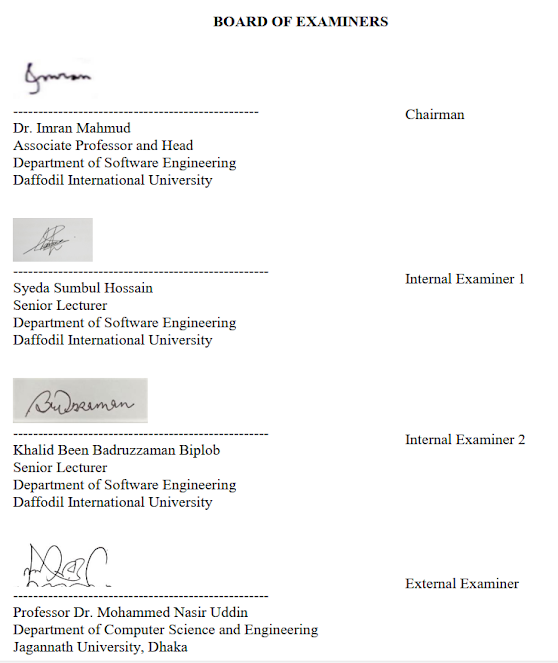 BOARD OF EXAMINERS
Imran
-------------------------------------------------
Chairman
Dr. Imran Mahmud
Associate Professor and Head
Department of Software Engineering
Daffodil International University
---------------------------------------------------
Internal Examiner 1
Syeda Sumbul Hossain
Senior Lecturer
Department of Software Engineering
Daffodil International University
---------------------------------------------------
Internal Examiner 2
Khalid Been Badruzzaman Biplob
Senior Lecturer
Department of Software Engineering
Daffodil International University
---------------------------------------------------
External Examiner
Professor Dr. Mohammed Nasir Uddin
Department of Computer Science and Engineering
Jagannath University, Dhaka